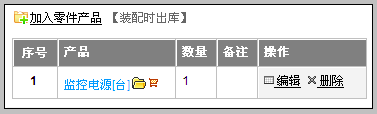 加入零件产品 【装配时出库】
序号 产品 数量 备注 操作
1 监控电源[台] 1 编辑 删除